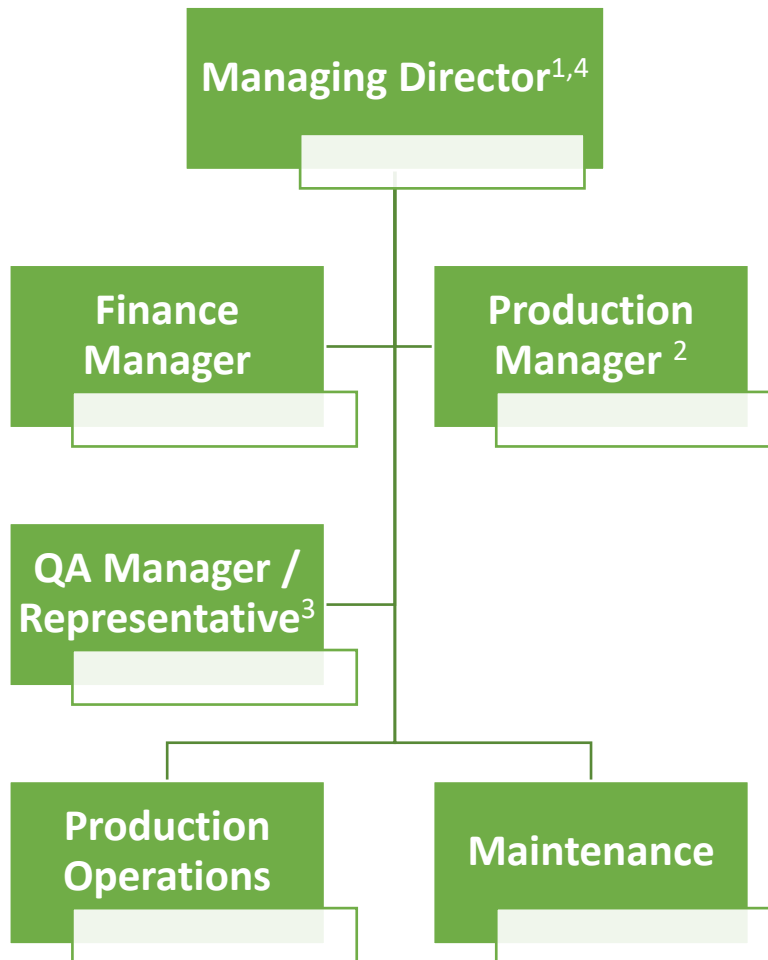 Managing Director1,4
Finance
Manager
Production
Manager 2
QA Manager /
Representative3
Production
Operations
Maintenance